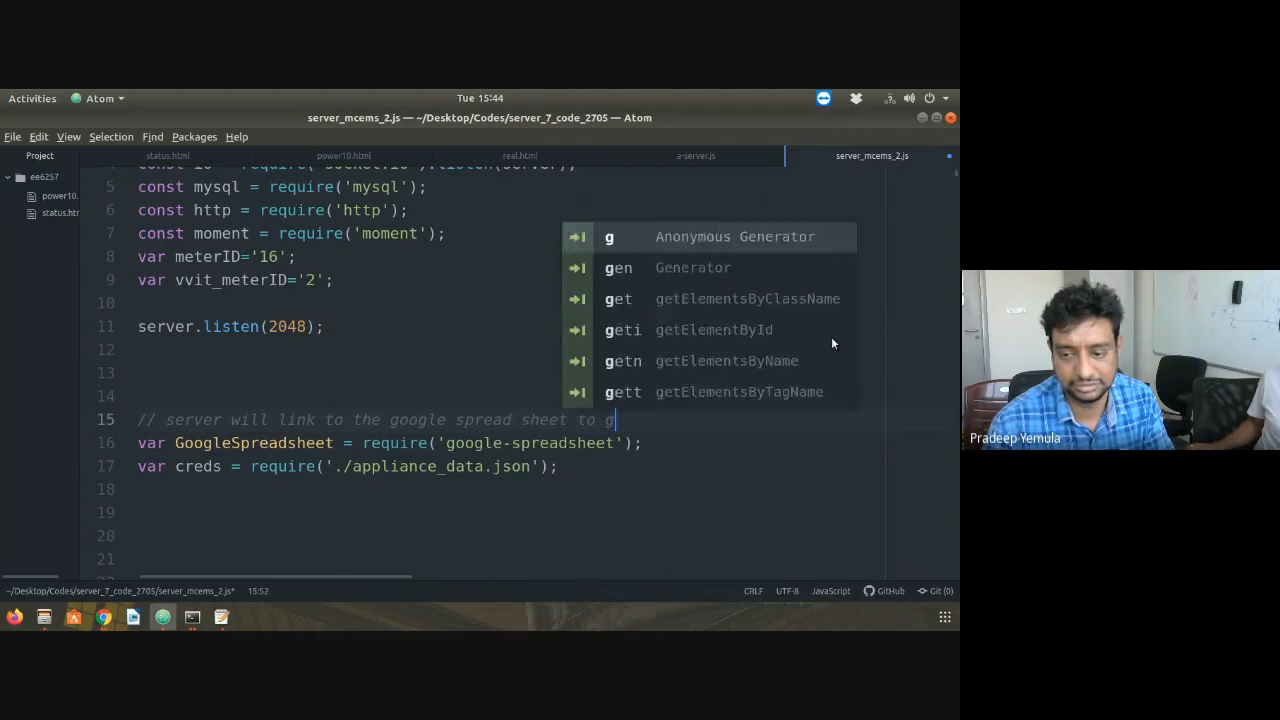 Activities Atom Tue 15:44
server_mcems_2.js — ~/Desktop/Codes/server_7_code_2705 — Atom
File Edit View Selection Find Packages Help
Project status.html power10.html real.html a-server.js server_mcems_2.js
ee6257
power10.
status.htm
5 const mysql = require('mysql');
6 const http = require('http');
7 const moment = require('moment');
8 var meterID='16';
9 var vvit_meterID='2';
10
11 server.listen(2048);
12
13
14
15 // server will link to the google spread sheet to g
16 var GoogleSpreadsheet = require('google-spreadsheet');
17 var creds = require('./appliance_data.json');
18
19
20
21
g Anonymous Generator
gen Generator
get getElementsByClassName
geti getElementById
getn getElementsByName
gett getElementsByTagName
Pradeep Yemula
~/Desktop/Codes/server_7_code_2705/server_mcems_2.js* 15:52 CRLF UTF-8 JavaScript GitHub Git (0)